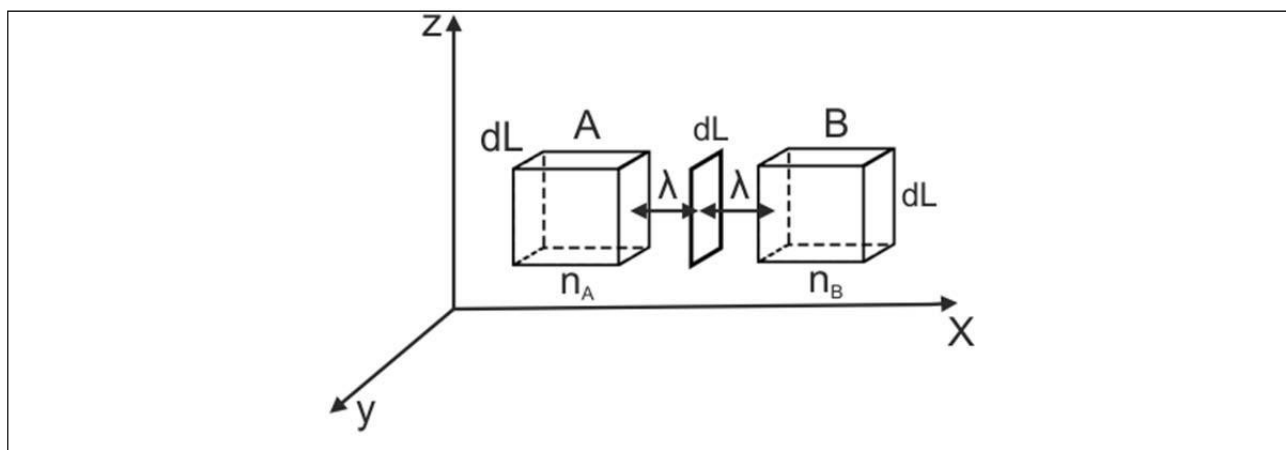 z
dL A dL B
λ λ
dL
n_A n_B
X
y